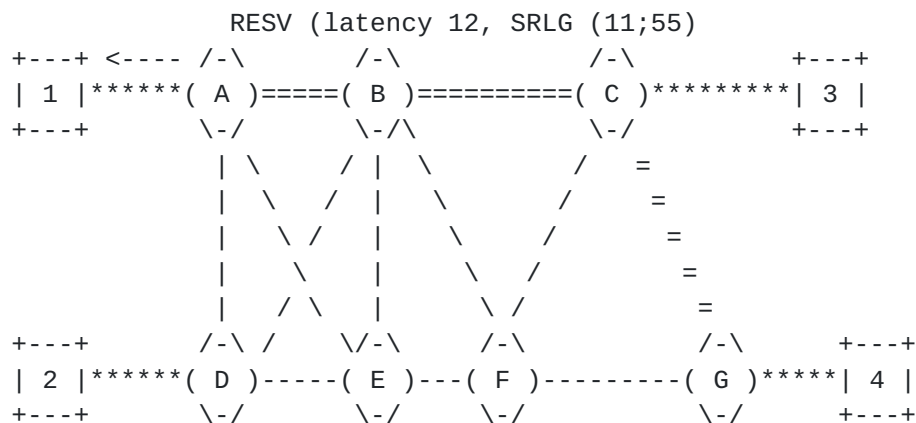 RESV (latency 12, SRLG (11;55)
+---+ <---- /-\       /-\              /-\          +---+
| 1 |******( A )=====( B )==========( C )*********| 3 |
+---+       \-/       \-/\             \-/          +---+
             | \      / |  \          /   =
             |  \    /  |   \        /     =
             |   \  /   |    \      /       =
             |    \     |     \    /         =
             |   / \    |      \  /           =
+---+       /-\ /    \/-\     /-\           /-\      +---+
| 2 |******( D )-----( E )---( F )---------( G )*****| 4 |
+---+       \-/       \-/     \-/           \-/      +---+